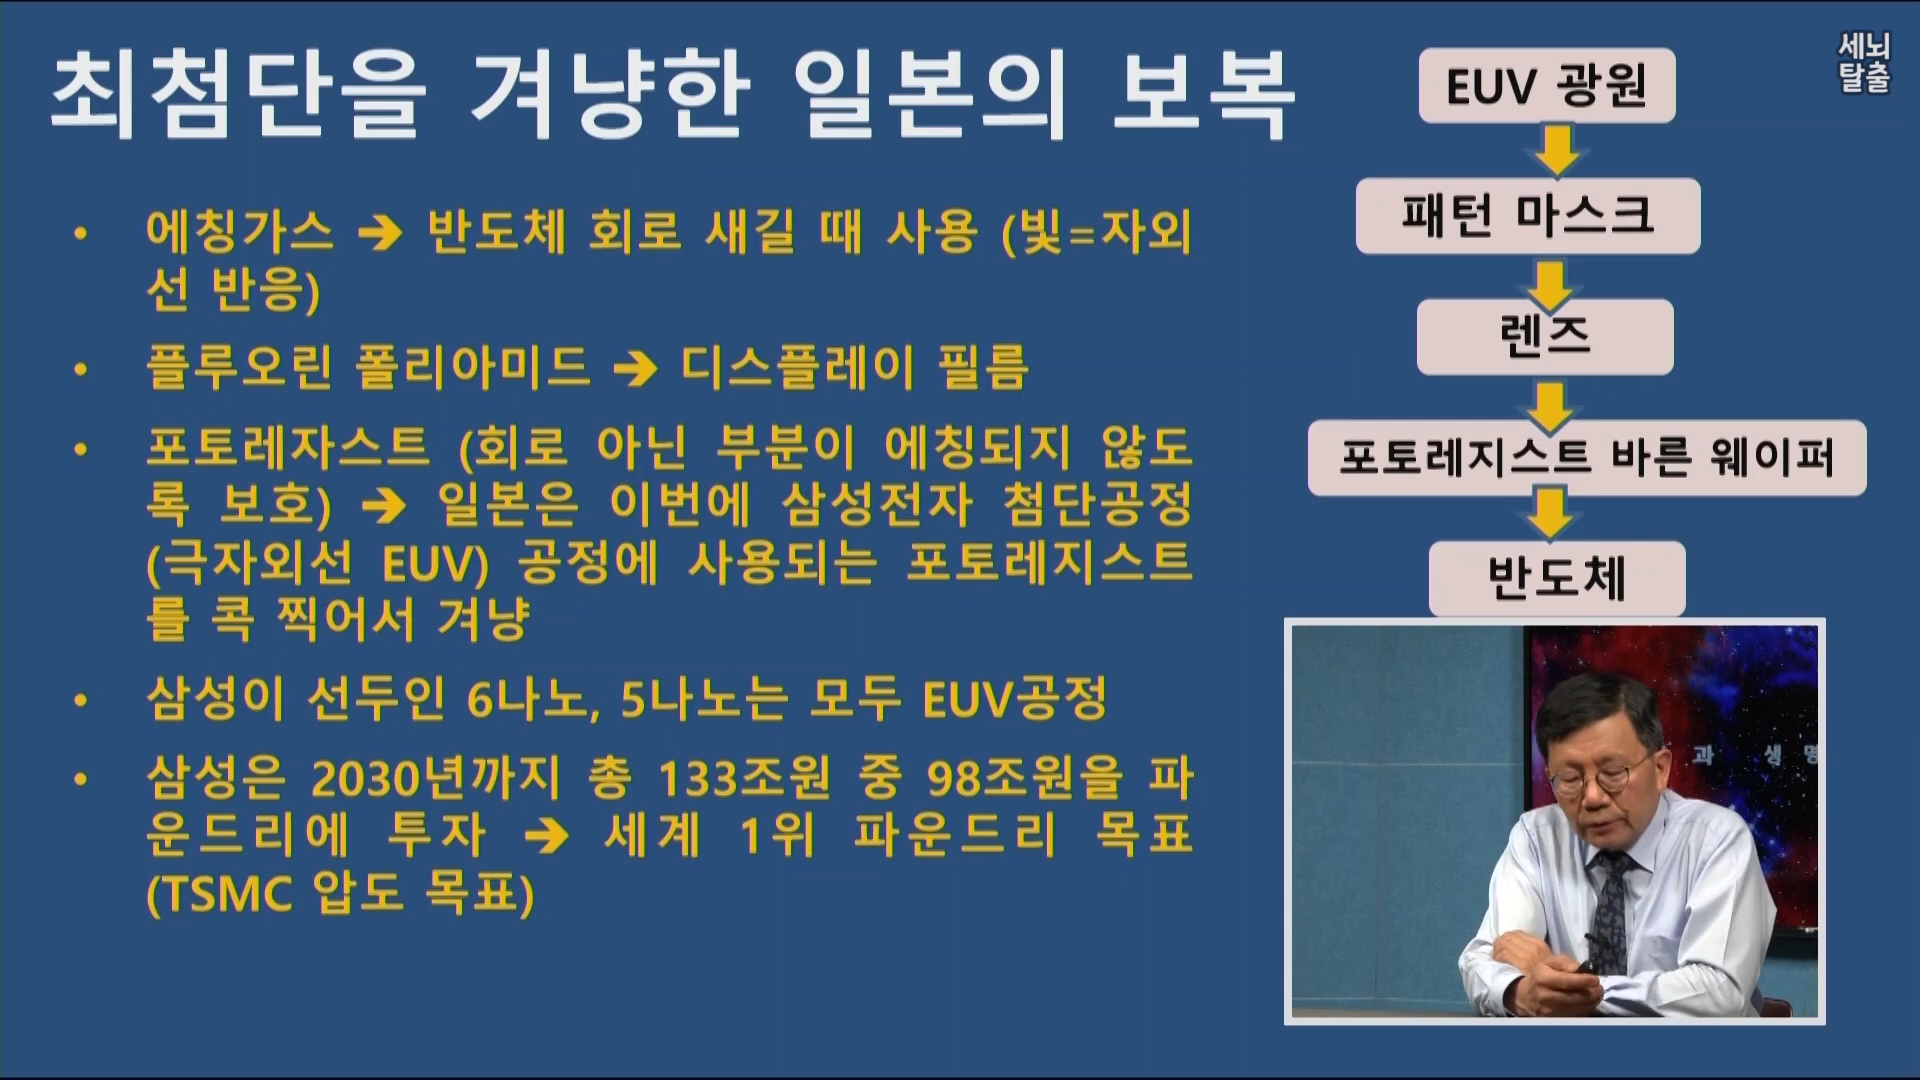 최첨단을 겨냥한 일본의 보복
세뇌
탈출
• 에칭가스 ➔ 반도체 회로 새길 때 사용 (빛=자외
선 반응)
• 플루오린 폴리아미드 ➔ 디스플레이 필름
• 포토레자스트 (회로 아닌 부분이 에칭되지 않도
록 보호) ➔ 일본은 이번에 삼성전자 첨단공정
(극자외선 EUV) 공정에 사용되는 포토레지스트
를 콕 찍어서 겨냥
• 삼성이 선두인 6나노, 5나노는 모두 EUV공정
• 삼성은 2030년까지 총 133조원 중 98조원을 파
운드리에 투자 ➔ 세계 1위 파운드리 목표
(TSMC 압도 목표)
EUV 광원
패턴 마스크
렌즈
포토레지스트 바른 웨이퍼
반도체
과 생명